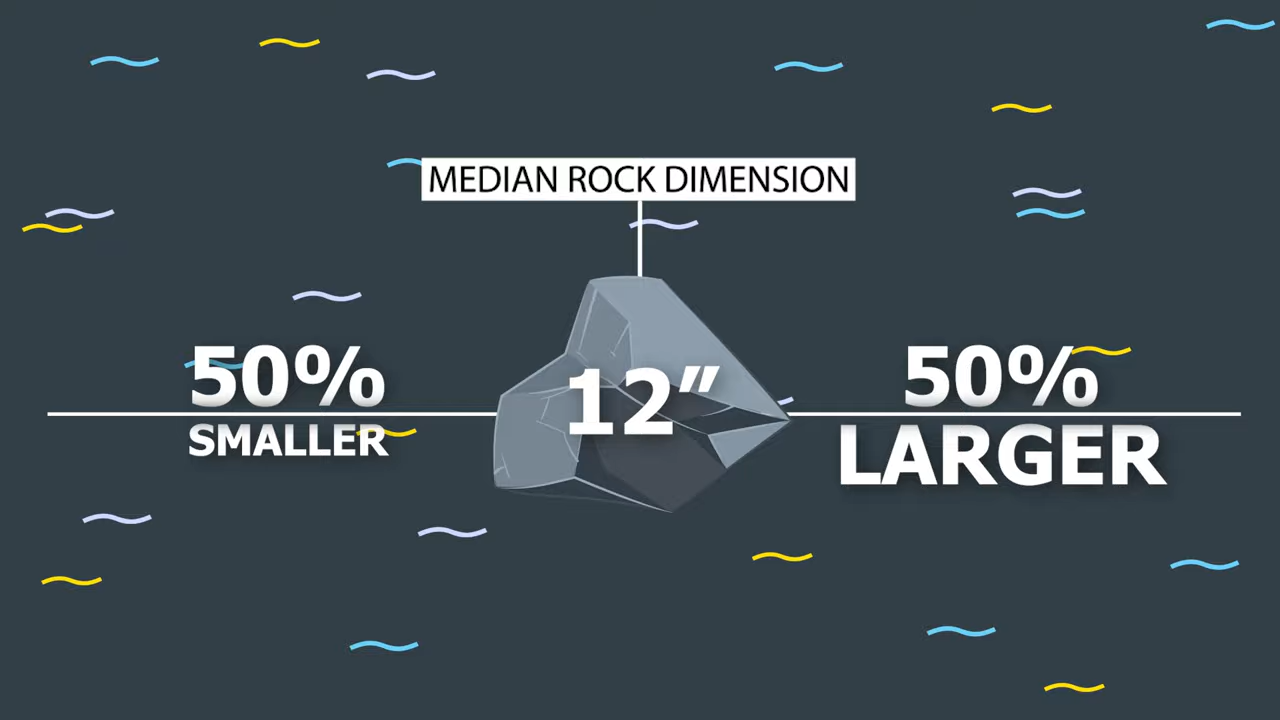 MEDIAN ROCK DIMENSION
50%
SMALLER
12”
50%
LARGER